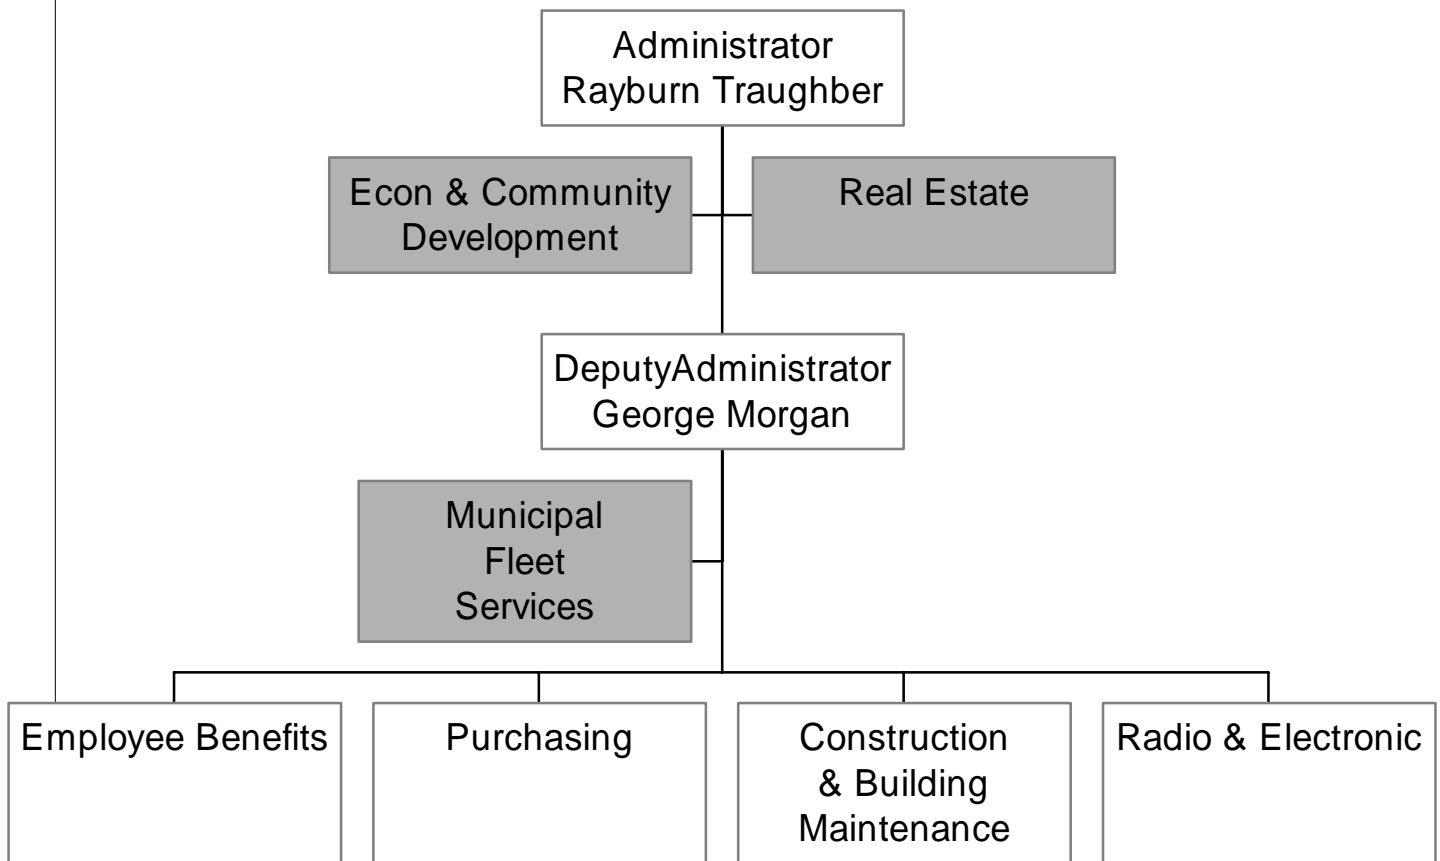 Administrator
Rayburn Traughber
Econ & Community
Development
Real Estate
DeputyAdministrator
George Morgan
Municipal
Fleet
Services
Employee Benefits
Purchasing
Construction
& Building
Maintenance
Radio & Electronic